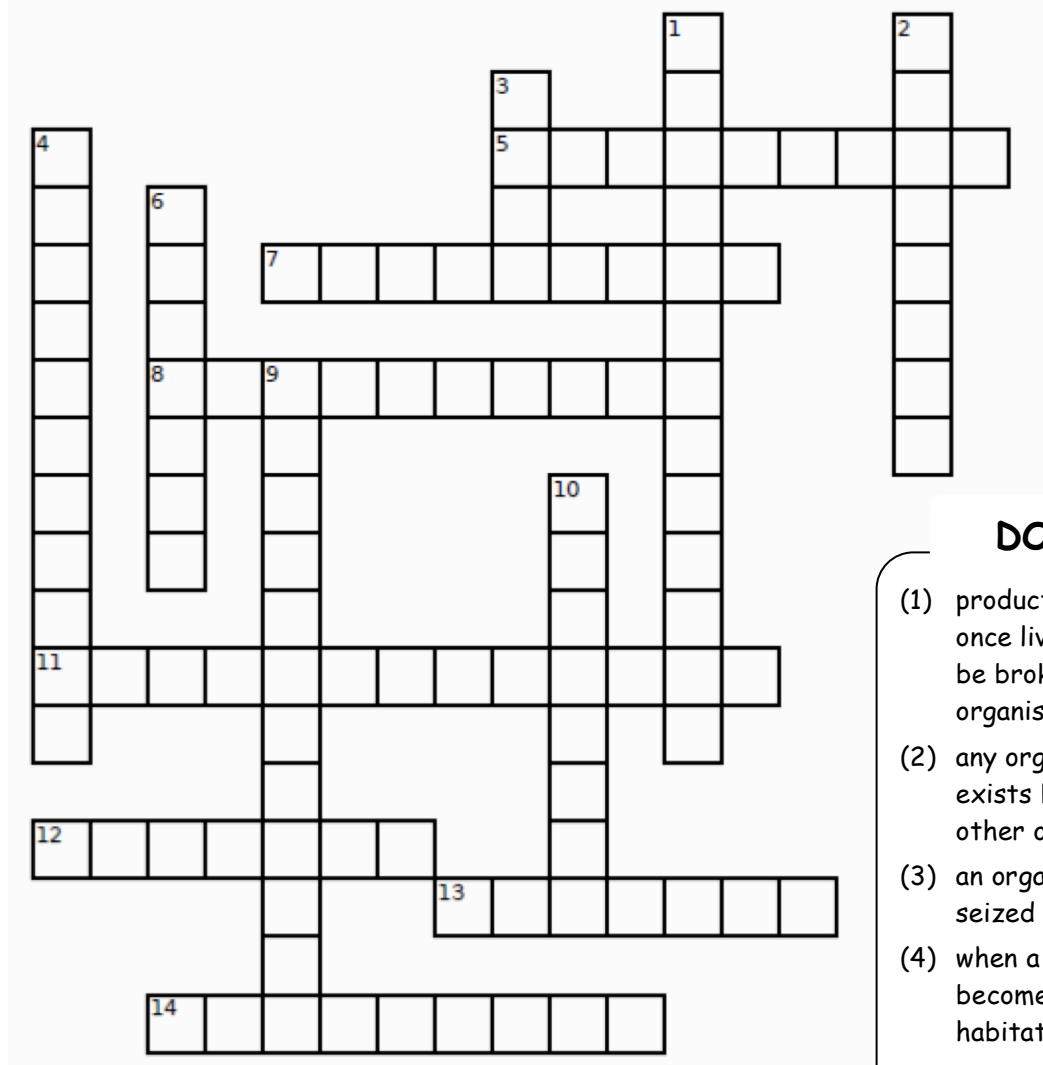 1
2
3
4
5
6
7
8
9
10
11
12
13
14
DO
(1) product
once liv
be brok
organis
(2) any org
exists
other o
(3) an orga
seized
(4) when a
become
habitat